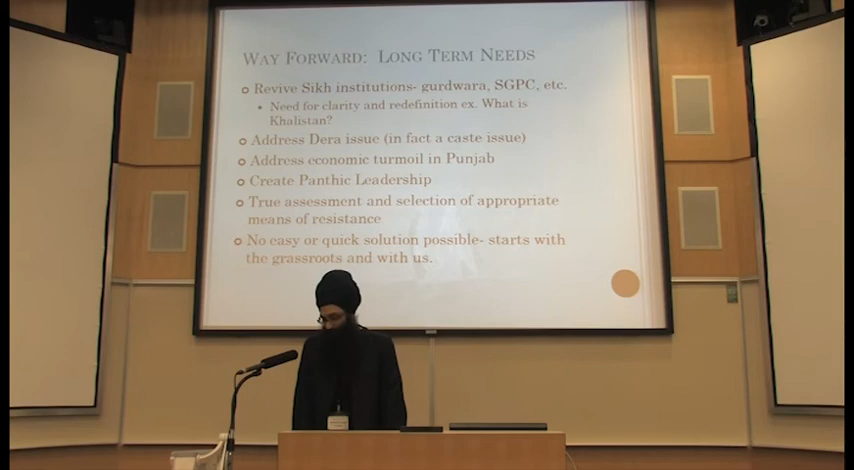 WAY FORWARD: LONG TERM NEEDS
Revive Sikh institutions- gurdwara, SGPC, etc.
Need for clarity and redefinition ex. What is
Khalistan?
Address Dera issue (in fact a caste issue)
Address economic turmoil in Punjab
Create Panthic Leadership
True assessment and selection of appropriate
means of resistance
No easy or quick solution possible- starts with
the grassroots and with us.